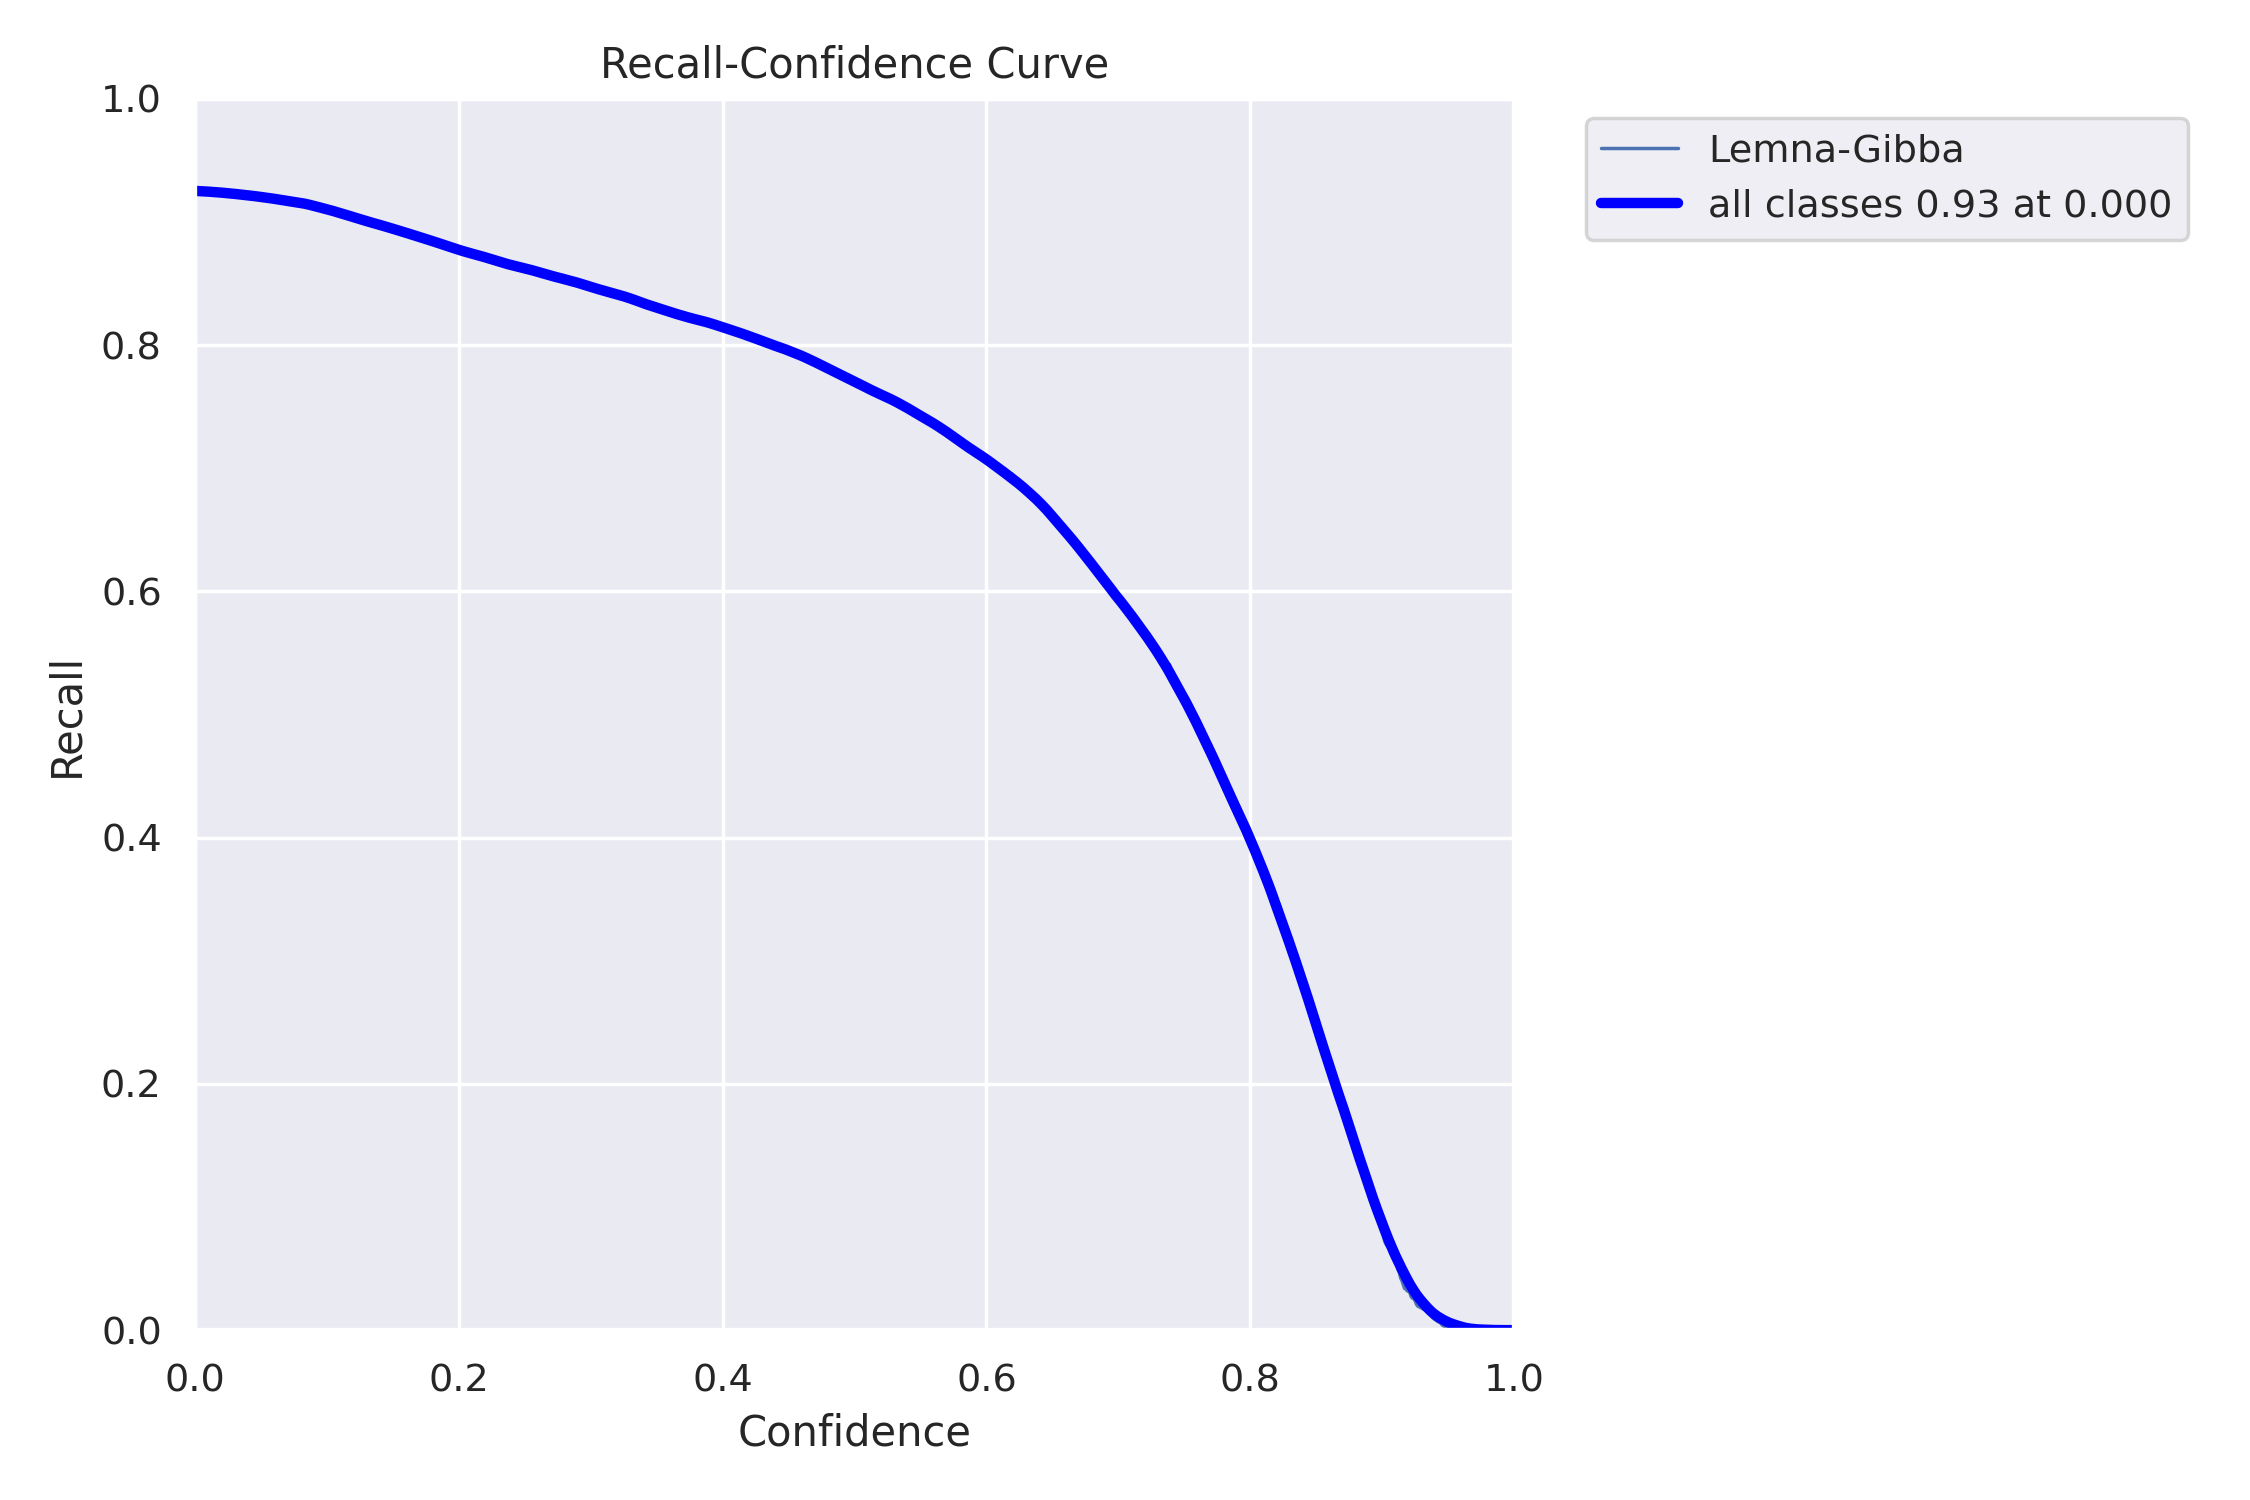 Recall-Confidence Curve
1.0
0.8
0.6
0.4
0.2
0.0
Recall
0.0 0.2 0.4 0.6 0.8 1.0
Confidence
Lemna-Gibba
all classes 0.93 at 0.000